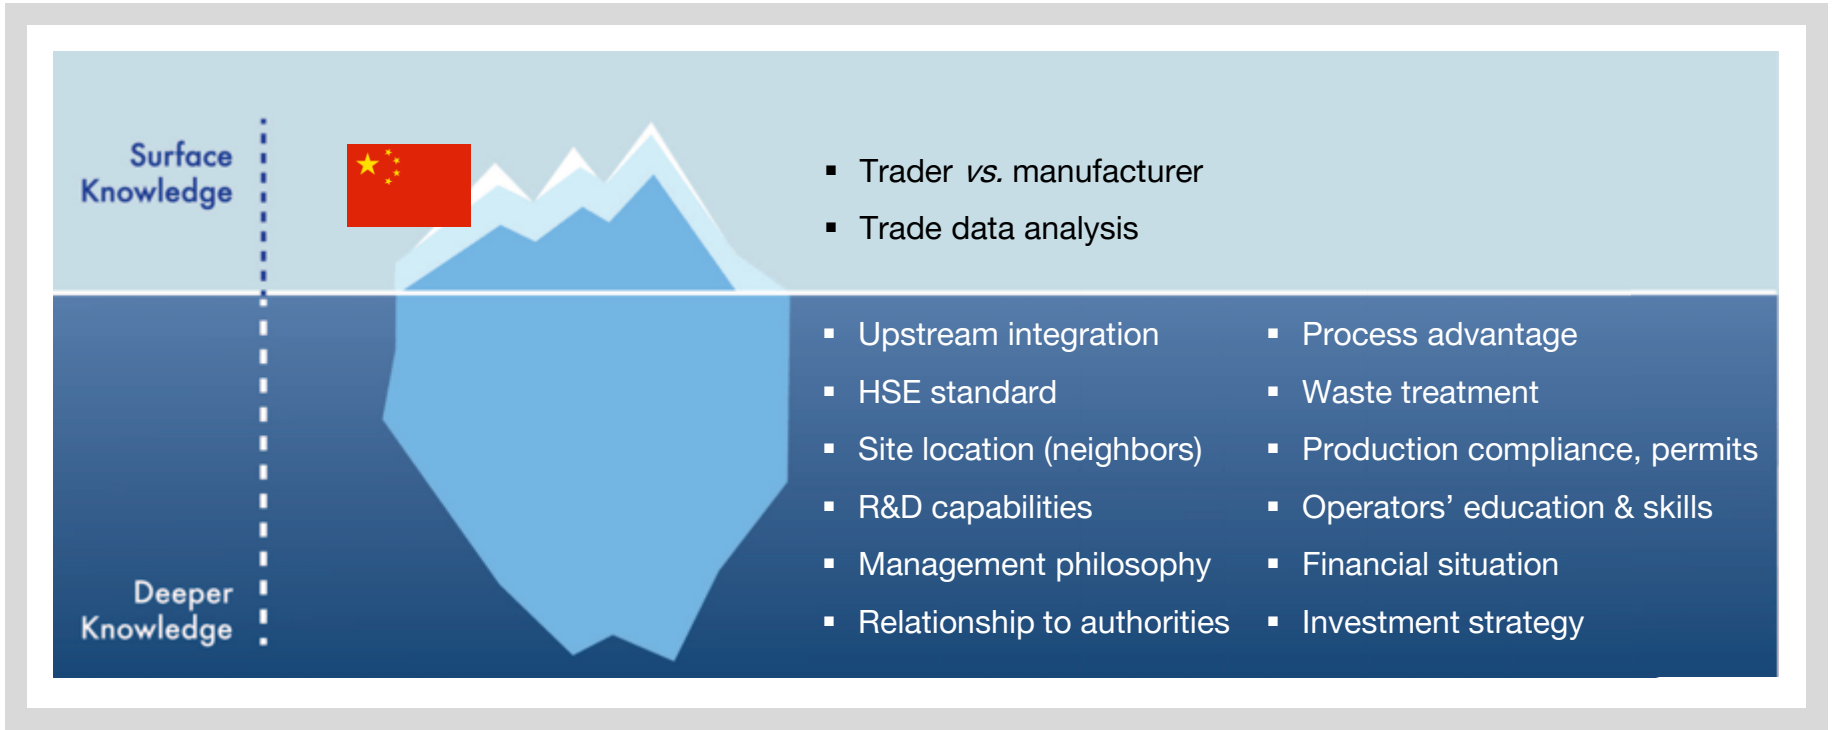 Surface
Knowledge
▪ Trader vs. manufacturer
▪ Trade data analysis
▪ Upstream integration
▪ HSE standard
▪ Site location (neighbors)
▪ R&D capabilities
▪ Management philosophy
▪ Relationship to authorities
▪ Process advantage
▪ Waste treatment
▪ Production compliance, permits
▪ Operators’ education & skills
▪ Financial situation
▪ Investment strategy
Deeper
Knowledge